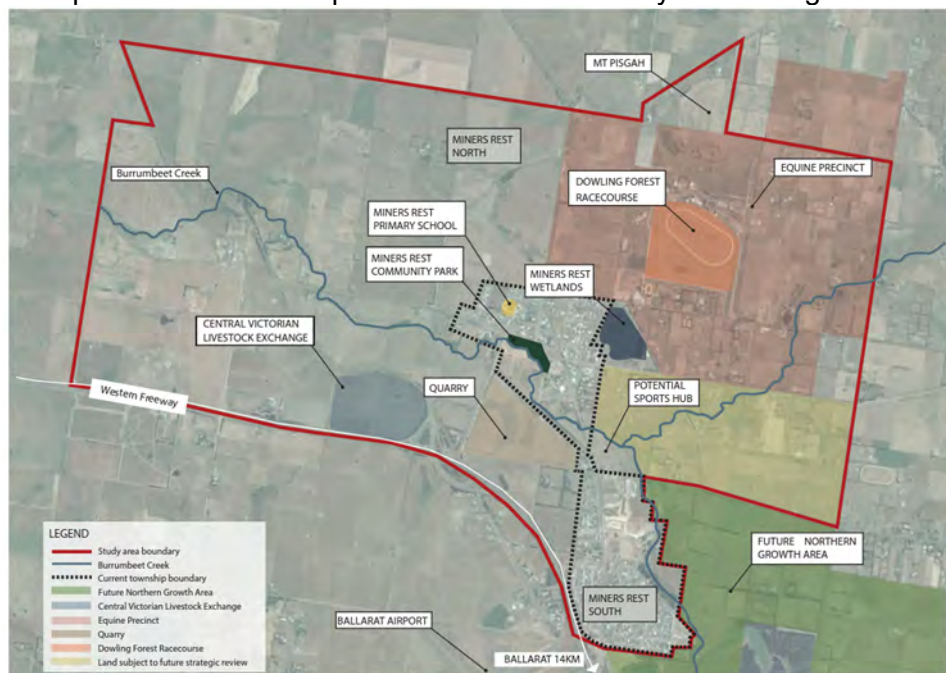 MT PISGAH
MINERS REST
NORTH
Burrumbeet Creek
DOWLING FOREST
RACECOURSE
EQUINE PRECINCT
MINERS REST
PRIMARY SCHOOL
MINERS REST
COMMUNITY PARK
MINERS REST
WETLANDS
CENTRAL VICTORIAN
LIVESTOCK EXCHANGE
QUARRY
POTENTIAL
SPORTS HUB
Western Freeway
LEGEND
Study area boundary
Burrumbeet Creek
Current township boundary
Future Northern Growth Area
Central Victorian Livestock Exchange
Equine Precinct
Quarry
Dowling Forest Racecourse
Land subject to future strategic review
FUTURE NORTHERN
GROWTH AREA
MINERS REST
SOUTH
BALLARAT AIRPORT
BALLARAT 14KM